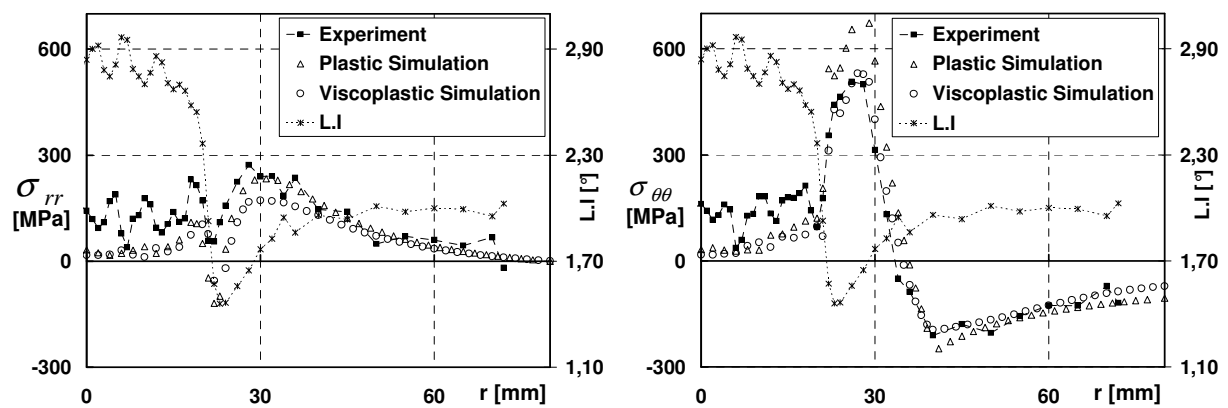 600
300
0
-300
σrr
[MPa]
Experiment
Plastic Simulation
Viscoplastic Simulation
L.I
2,90
2,30
1,70
1,10
L.I [°]
0
30
60
r [mm]
600
300
0
-300
σθθ
[MPa]
Experiment
Plastic Simulation
Viscoplastic Simulation
L.I
2,90
2,30
1,70
1,10
L.I [°]
0
30
60
r [mm]